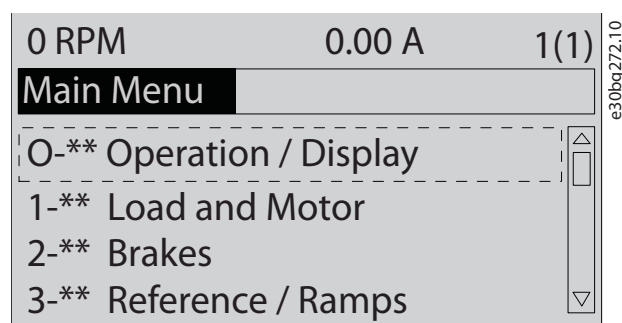 0 RPM 0.00 A 1(1)
Main Menu
O-** Operation / Display
1-** Load and Motor
2-** Brakes
3-** Reference / Ramps
e30bg272.10